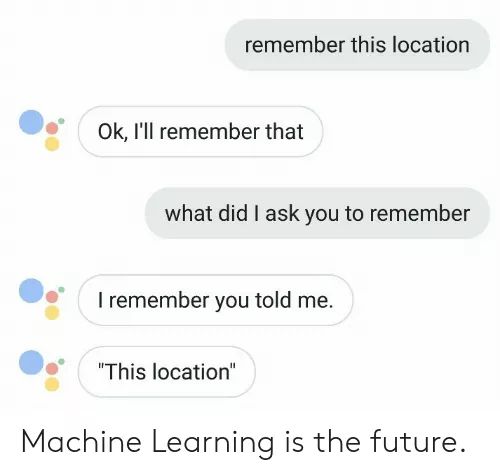 remember this location
Ok, I'll remember that
what did I ask you to remember
I remember you told me.
"This location"
Machine Learning is the future.